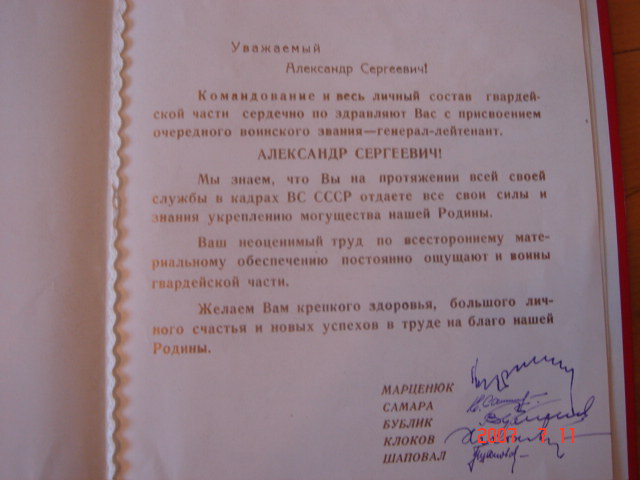 Уважаемый
Александр Сергеевич!
Командование и весь личный состав гвардей-
ской части сердечно по здравляют Вас с присвоением
очередного воинского звания—генерал-лейтенант.
АЛЕКСАНДР СЕРГЕЕВИЧ!
Мы знаем, что Вы на протяжении всей своей
службы в кадрах ВС СССР отдаете все свои силы и
знания укреплению могущества нашей Родины.
Ваш неоценимый труд по всестороннему мате-
риальному обеспечению постоянно ощущают и воины
гвардейской части.
Желаем Вам крепкого здоровья, большого лич-
ного счастья и новых успехов в труде на благо нашей
Родины.
МАРЦЕНЮК
САМАРА
БУБЛИК
КЛОКОВ
ШАПОВАЛ
2007 7 11